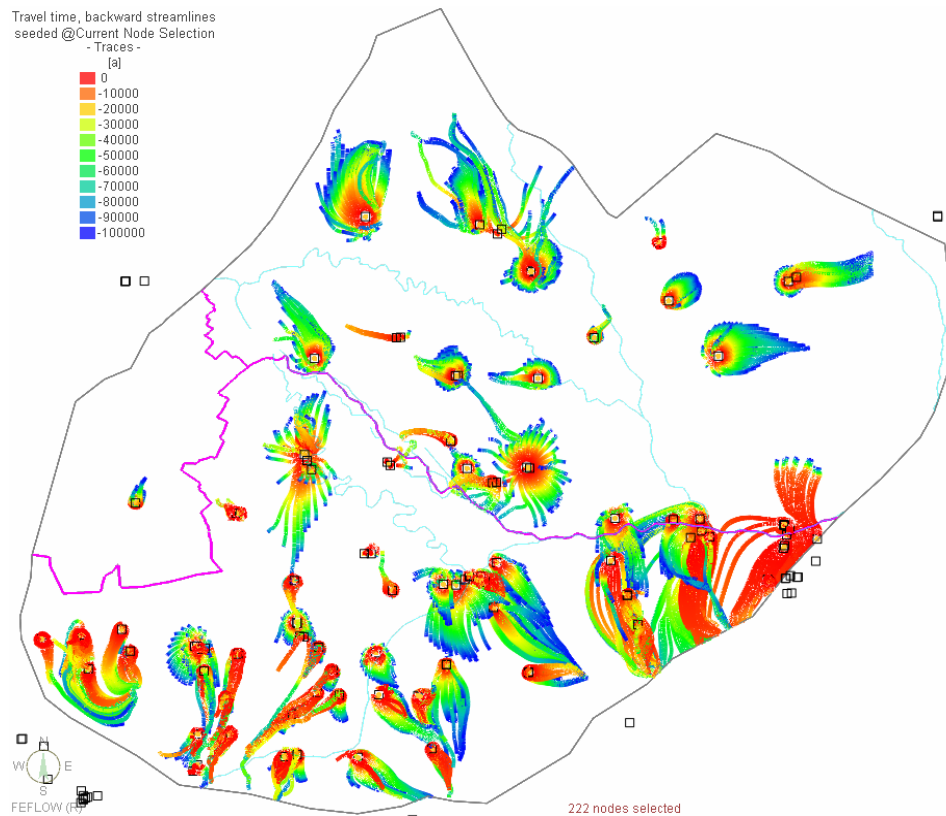 Travel time, backward streamlines
seeded @Current Node Selection
- Traces -
[a]
0
-10000
-20000
-30000
-40000
-50000
-60000
-70000
-80000
-90000
-100000
N
W E
S
FEFLOW (R)
222 nodes selected